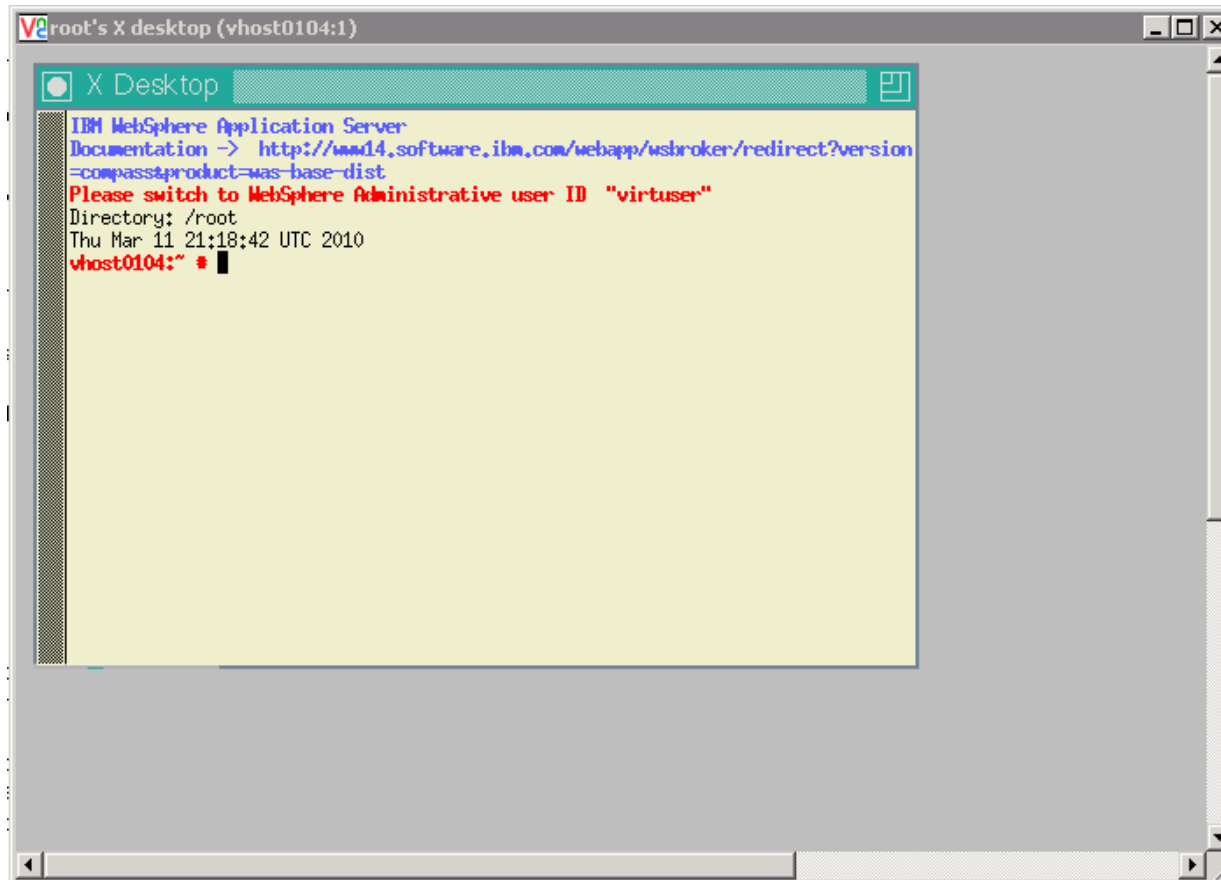 root's X desktop (vhost0104:1)
X Desktop
IBM WebSphere Application Server
Documentation -> http://www14.software.ibm.com/webapp/wsbroker/redirect?version
=compass&product=was-base-dist
Please switch to WebSphere Administrative user ID "virtuser"
Directory: /root
Thu Mar 11 21:18:42 UTC 2010
vhost0104:~ #